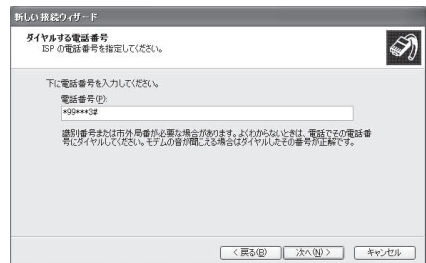 新しい接続ウィザード
ダイヤルする電話番号
ISP の電話番号を指定してください。
下に電話番号を入力してください。
電話番号(P):
*99***3#
識別番号または市外局番が必要な場合があります。よくわからないときは、電話でその電話番
号にダイヤルしてください。モデムの音が聞こえる場合はダイヤルしたその番号が正解です。
< 戻る(B)
次へ(N) >
キャンセル